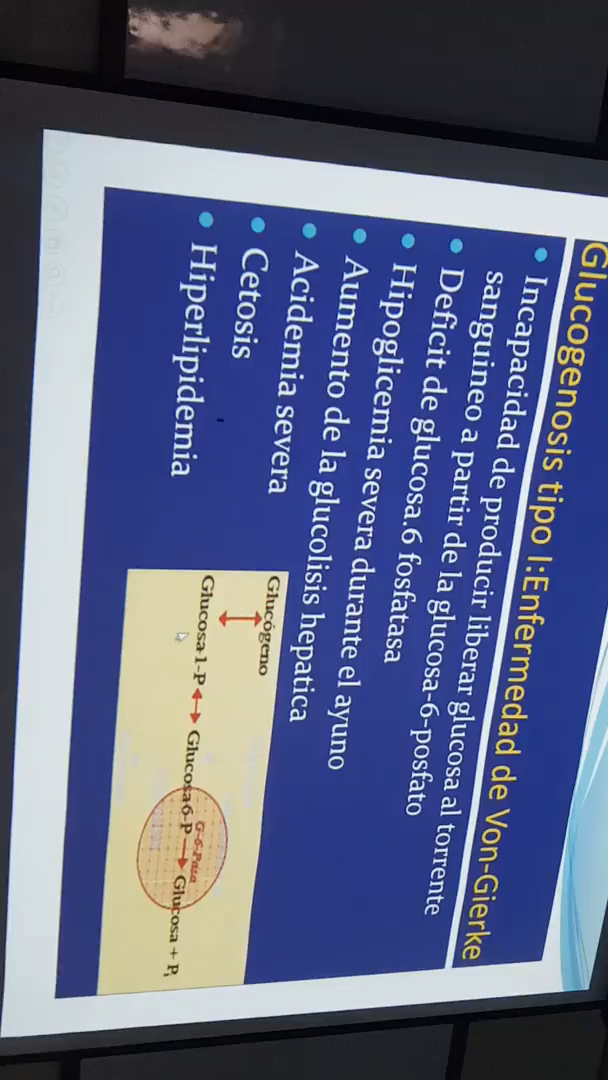 Glucogenosis tipo I:Enfermedad de Von-Gierke
Incapacidad de producir liberar glucosa al torrente
sanguineo a partir de la glucosa-6-posfato
Deficit de glucosa.6 fosfatasa
Hipoglicemia severa durante el ayuno
Aumento de la glucolisis hepatica
Acidemia severa
Cetosis
Hiperlipidemia
Glucógeno
G-6-Pasa
Glucosa-1-P Glucosa 6-P Glucosa + Pi